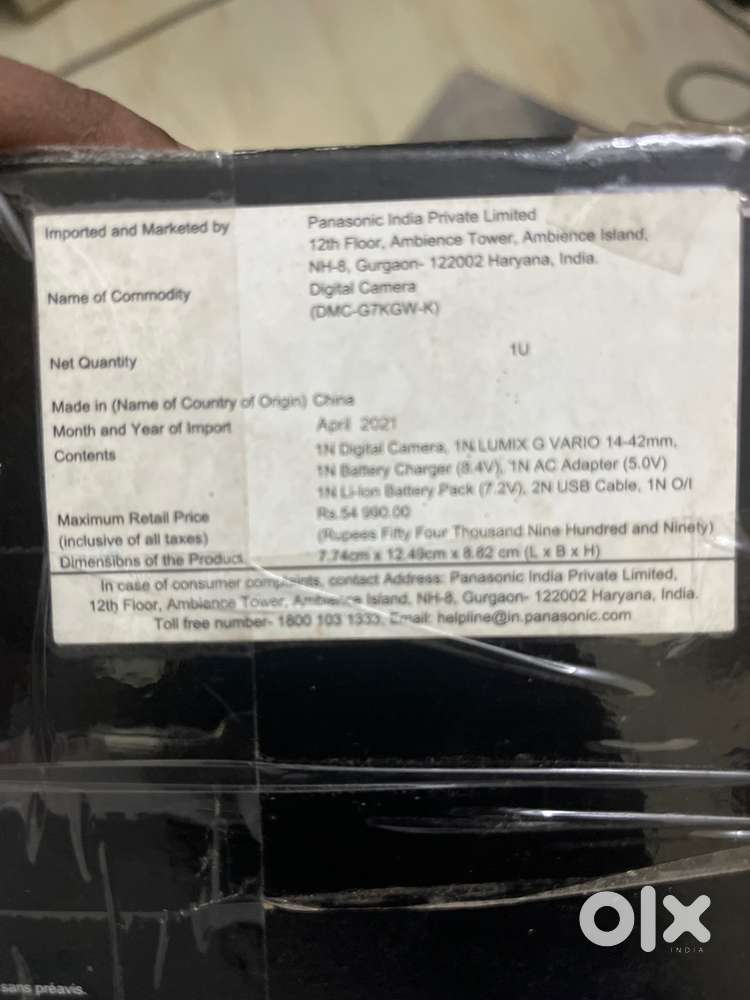 Imported and Marketed by Panasonic India Private Limited
12th Floor, Ambience Tower, Ambience Island,
NH-8, Gurgaon- 122002 Haryana, India.
Name of Commodity Digital Camera
(DMC-G7KGW-K)
Net Quantity 1U
Made in (Name of Country of Origin) China
Month and Year of Import April 2021
Contents 1N Digital Camera, 1N LUMIX G VARIO 14-42mm,
1N Battery Charger (8.4V), 1N AC Adapter (5.0V)
1N Li-Ion Battery Pack (7.2V), 2N USB Cable, 1N O/I
Maximum Retail Price Rs.54 990.00
(inclusive of all taxes) (Rupees Fifty Four Thousand Nine Hundred and Ninety)
Dimensions of the Product 7.74cm x 12.49cm x 8.82 cm (L x B x H)
In case of consumer complaints, contact Address: Panasonic India Private Limited,
12th Floor, Ambiance Tower, Ambience Island, NH-8, Gurgaon- 122002 Haryana, India.
Toll free number- 1800 103 1333, Email: helpline@in.panasonic.com
olx
INDIA
sans préavis.